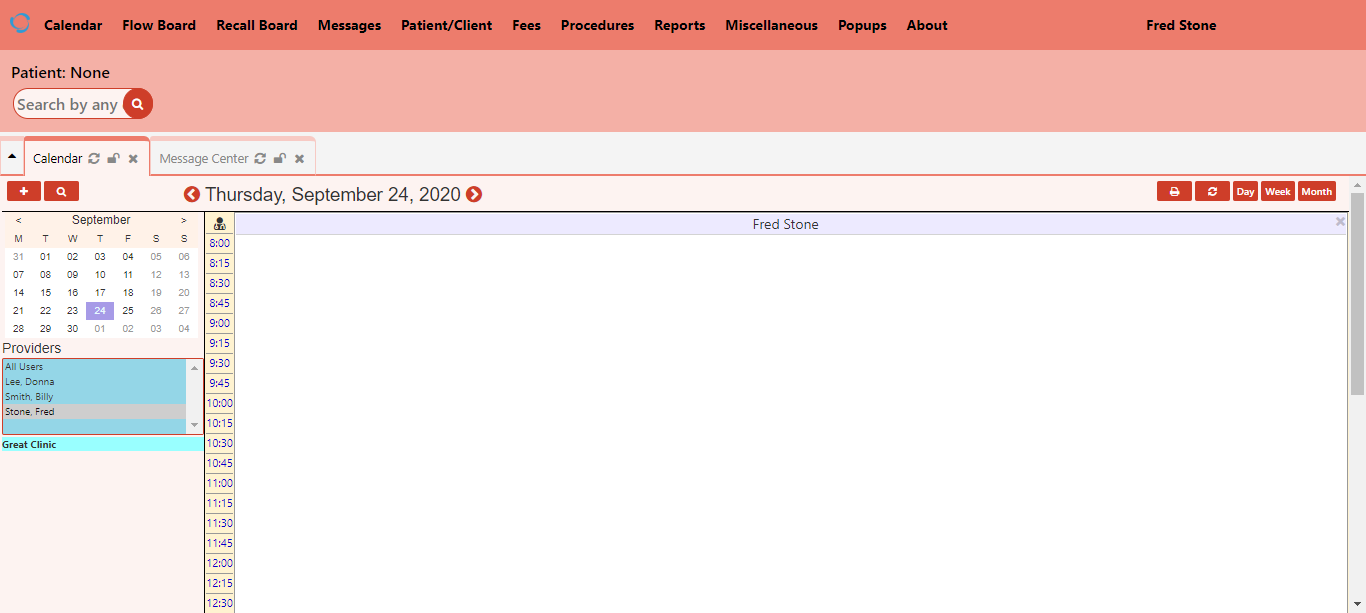 Calendar Flow Board Recall Board Messages Patient/Client Fees Procedures Reports Miscellaneous Popups About Fred Stone
Patient: None
Search by any
Calendar Message Center
Thursday, September 24, 2020 Day Week Month
< September >
M T W T F S S
31 01 02 03 04 05 06
07 08 09 10 11 12 13
14 15 16 17 18 19 20
21 22 23 24 25 26 27
28 29 30 01 02 03 04
Providers
All Users
Lee, Donna
Smith, Billy
Stone, Fred
Great Clinic
Fred Stone
8:00
8:15
8:30
8:45
9:00
9:15
9:30
9:45
10:00
10:15
10:30
10:45
11:00
11:15
11:30
11:45
12:00
12:15
12:30